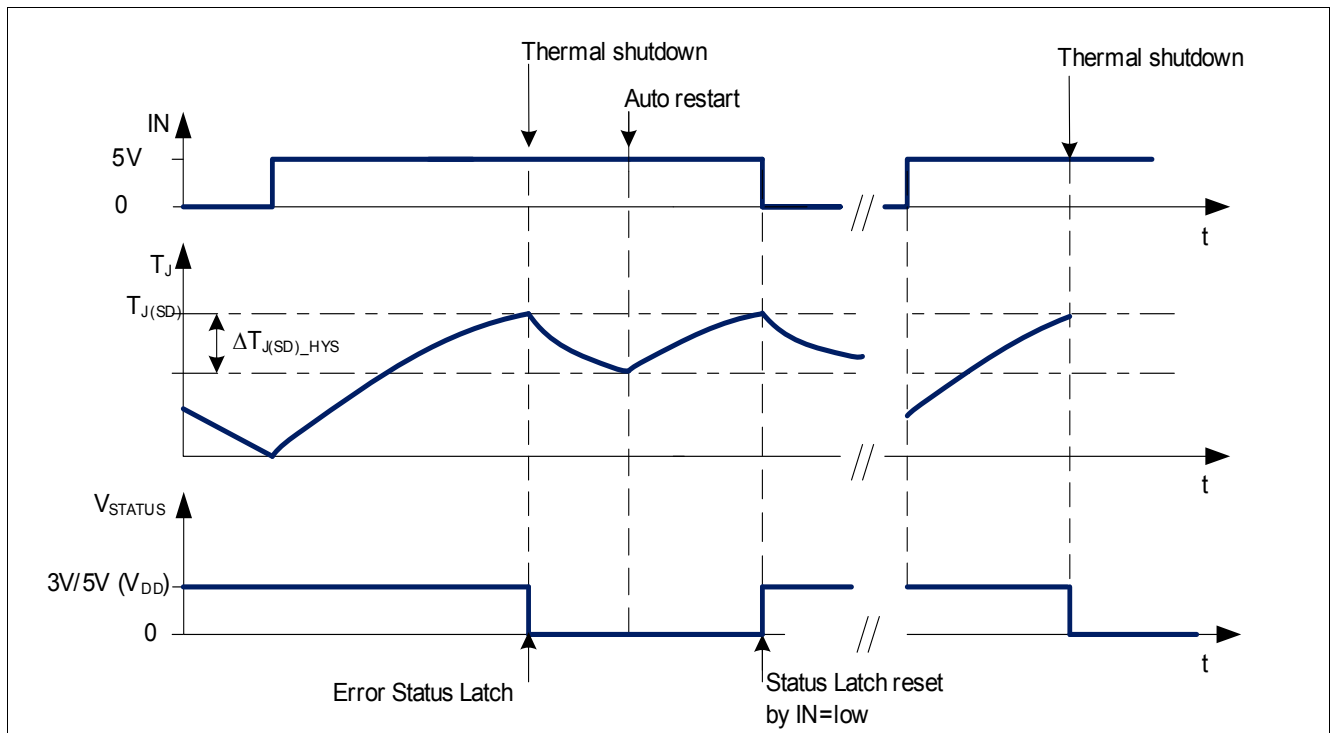 Thermal shutdown
Thermal shutdown
Auto restart
IN
5V
0
//
t
TJ
TJ(SD)
ΔTJ(SD)_HYS
//
t
VSTATUS
3V/5V (VDD)
0
//
t
Error Status Latch
Status Latch reset
by IN=low